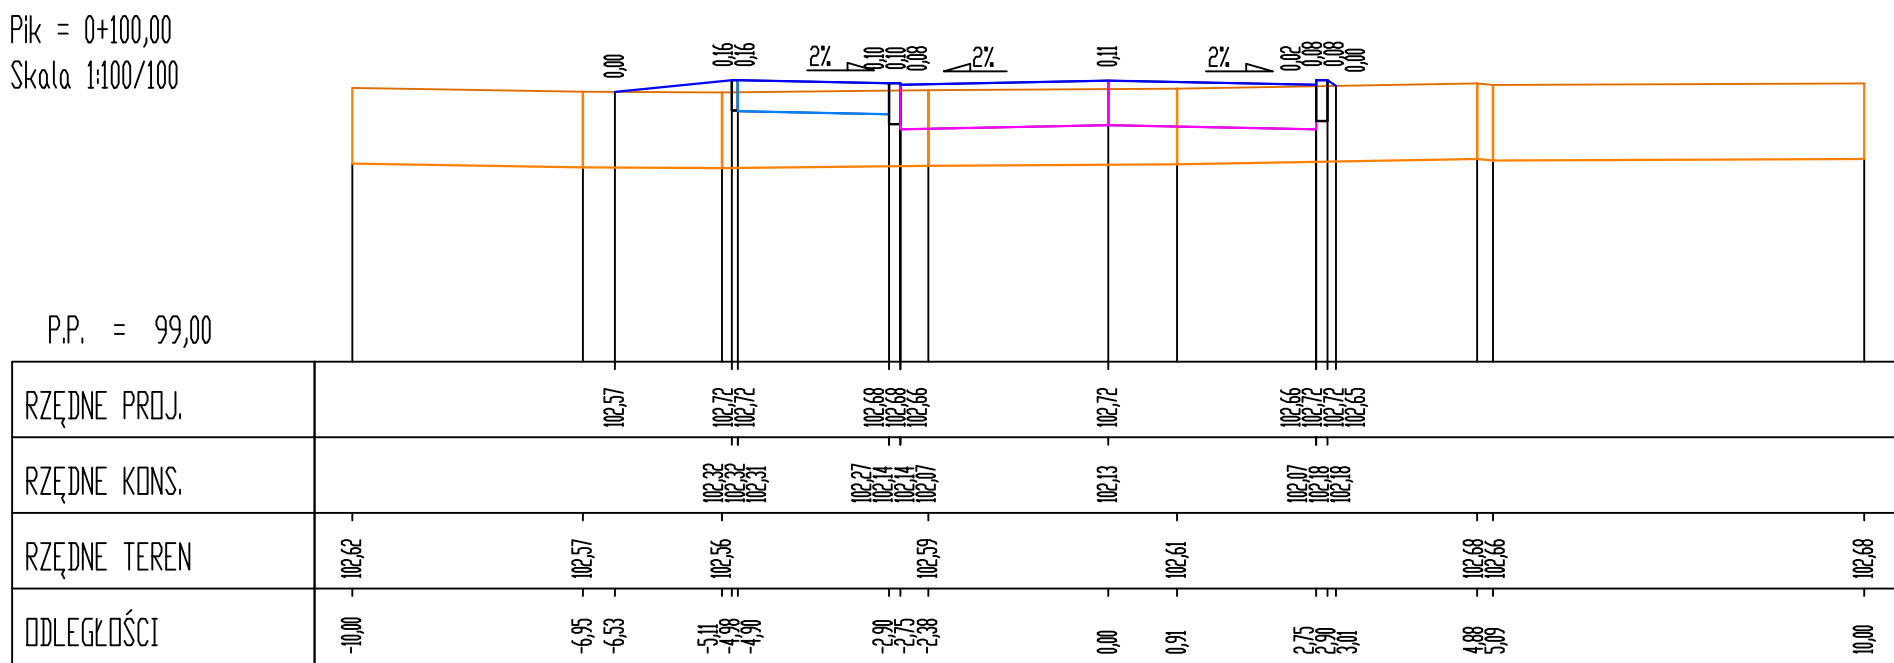 Pik = 0+100,00
Skala 1:100/100
0,00 0,16 0,16 2% 0,10 0,10 0,08 2% 0,11 2% 0,02 0,08 0,08 0,00
P.P. = 99,00
RZĘDNE PROJ. 102,57 102,72 102,72 102,68 102,68 102,66 102,72 102,66 102,72 102,72 102,65
RZĘDNE KONS. 102,32 102,32 102,32 102,31 102,27 102,14 102,14 102,07 102,13 102,07 102,18 102,18
RZĘDNE TEREN 102,62 102,57 102,56 102,59 102,61 102,68 102,66 102,68
ODLEGŁOŚCI -10,00 -6,95 -6,53 -5,11 -4,98 -4,90 -2,90 -2,75 -2,38 0,00 0,91 2,75 2,90 3,01 4,88 5,09 10,00